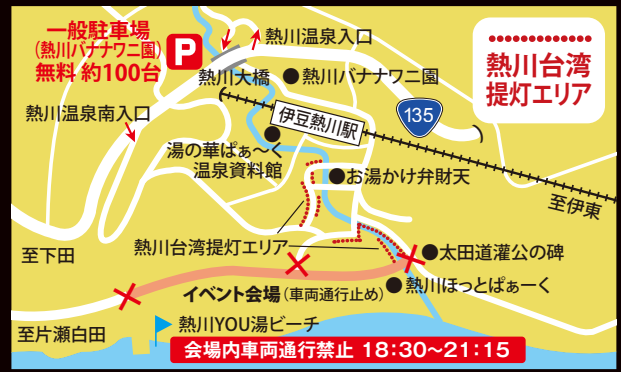 一般駐車場
(熱川バナナワニ園)
無料 約100台
P
熱川温泉入口
熱川台湾
提灯エリア
熱川大橋
熱川バナナワニ園
熱川温泉南入口
135
伊豆熱川駅
湯の華ぱぁ〜く
温泉資料館
お湯かけ弁財天
至伊東
至下田
熱川台湾提灯エリア
太田道灌公の碑
イベント会場(車両通行止め)
熱川ほっとぱぁーく
至片瀬白田
熱川YOU湯ビーチ
会場内車両通行禁止 18:30〜21:15